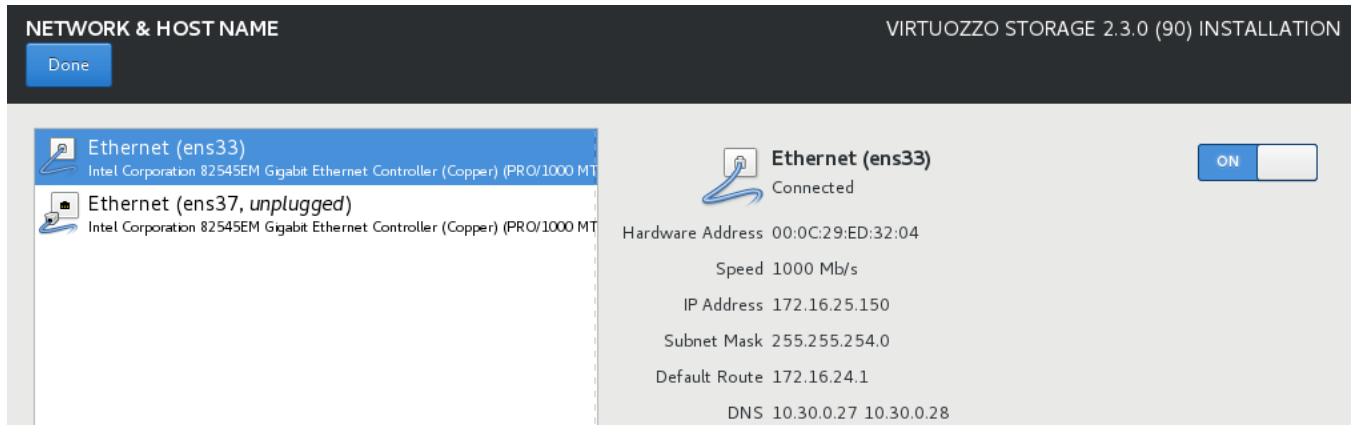 NETWORK & HOST NAME
VIRTUOZZO STORAGE 2.3.0 (90) INSTALLATION
Done
Ethernet (ens33)
Intel Corporation 82545EM Gigabit Ethernet Controller (Copper) (PRO/1000 MT
Ethernet (ens37, unplugged)
Intel Corporation 82545EM Gigabit Ethernet Controller (Copper) (PRO/1000 MT
Ethernet (ens33)
Connected
ON
Hardware Address 00:0C:29:ED:32:04
Speed 1000 Mb/s
IP Address 172.16.25.150
Subnet Mask 255.255.254.0
Default Route 172.16.24.1
DNS 10.30.0.27 10.30.0.28